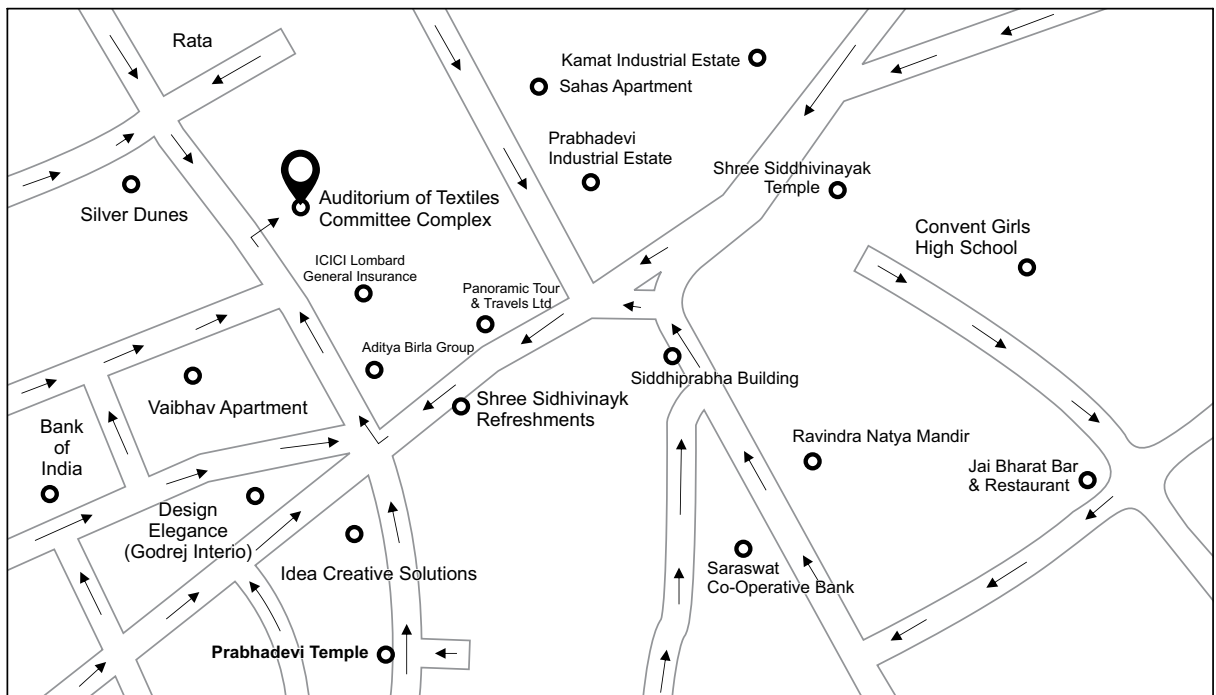 Rata
Kamat Industrial Estate
Sahas Apartment
Prabhadevi
Industrial Estate
Shree Siddhivinayak
Temple
Silver Dunes
Auditorium of Textiles
Committee Complex
Convent Girls
High School
ICICI Lombard
General Insurance
Panoramic Tour
& Travels Ltd
Aditya Birla Group
Siddhiprabha Building
Vaibhav Apartment
Shree Sidhivinayk
Refreshments
Bank
of
India
Ravindra Natya Mandir
Jai Bharat Bar
& Restaurant
Design
Elegance
(Godrej Interio)
Idea Creative Solutions
Saraswat
Co-Operative Bank
Prabhadevi Temple